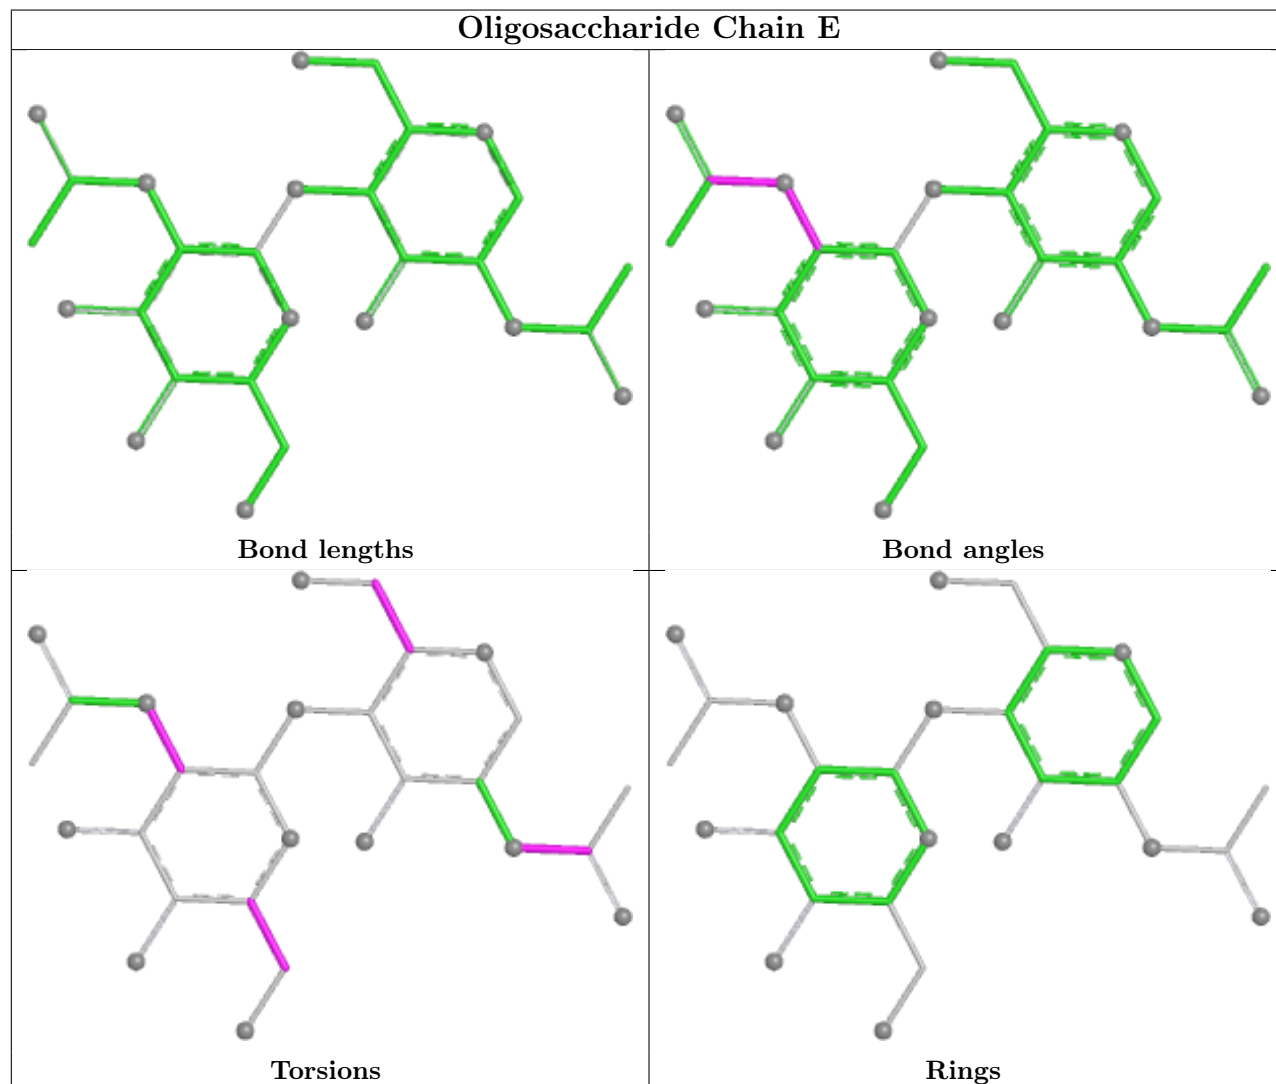 Oligosaccharide Chain E
Bond lengths
Bond angles
Torsions
Rings